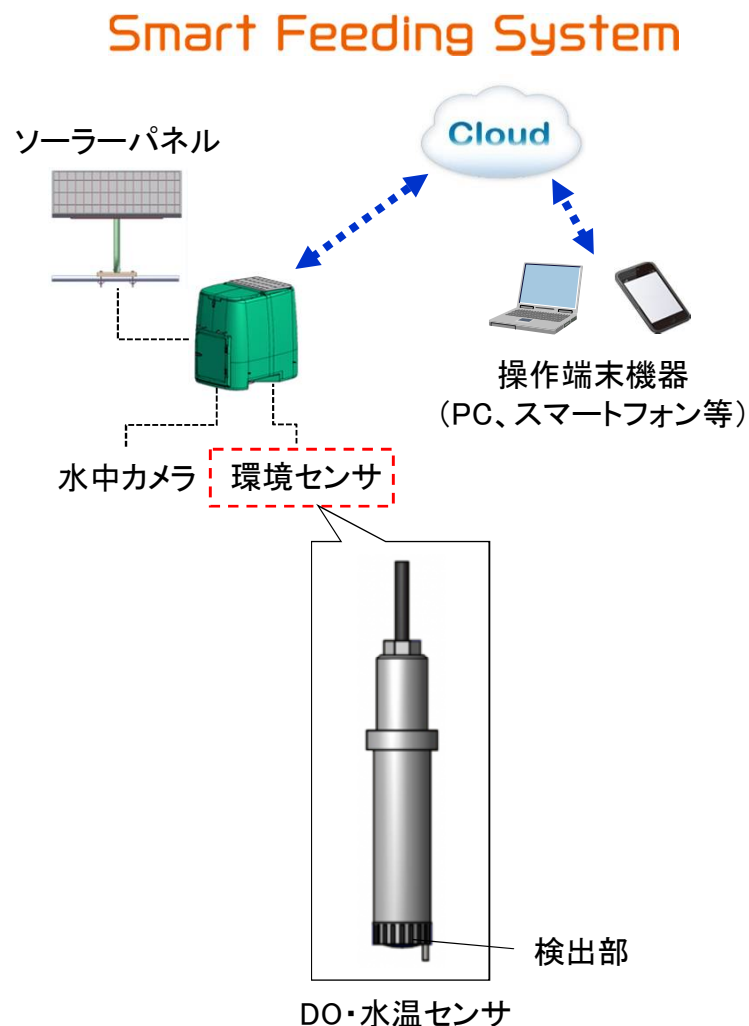 Smart Feeding System
Cloud
ソーラーパネル
操作端末機器
(PC、スマートフォン等)
水中カメラ
環境センサ
検出部
DO・水温センサ